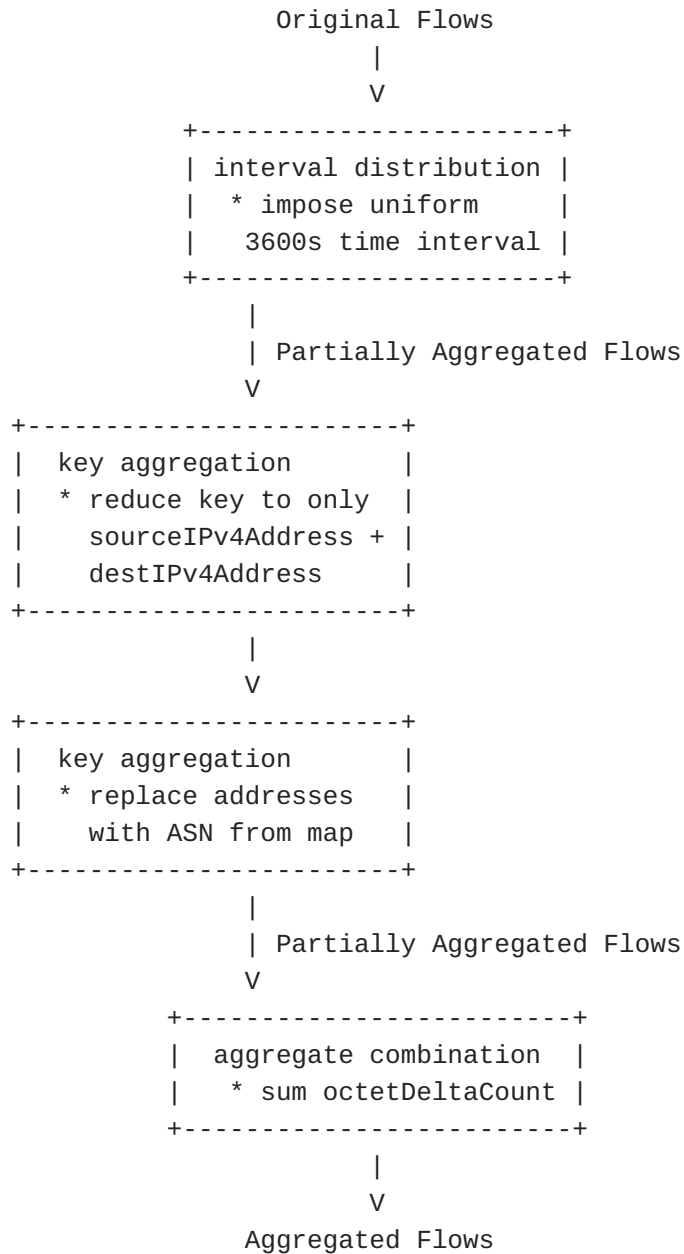 Original Flows
|
V
+-----------------------+
| interval distribution |
|  * impose uniform     |
|   3600s time interval |
+-----------------------+
|
| Partially Aggregated Flows
V
+------------------------+
|  key aggregation       |
|  * reduce key to only  |
|    sourceIPv4Address + |
|    destIPv4Address     |
+------------------------+
|
V
+------------------------+
|  key aggregation       |
|  * replace addresses   |
|    with ASN from map   |
+------------------------+
|
| Partially Aggregated Flows
V
+-------------------------+
|  aggregate combination  |
|   * sum octetDeltaCount |
+-------------------------+
|
V
Aggregated Flows